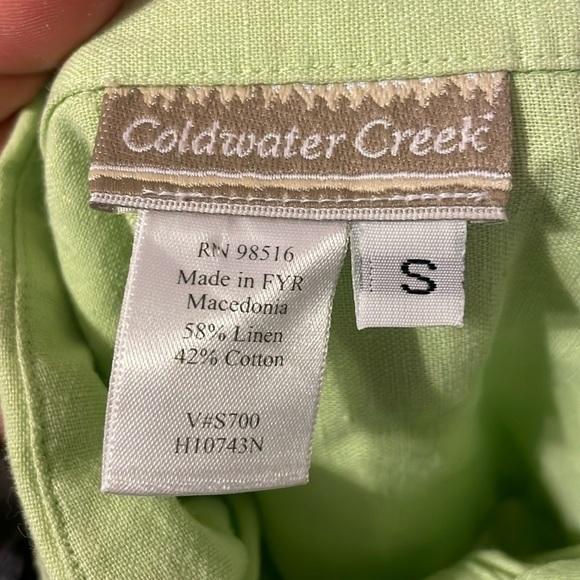 Coldwater Creek
RN 98516
Made in FYR
Macedonia
58% Linen
42% Cotton
V#S700
H10743N
S